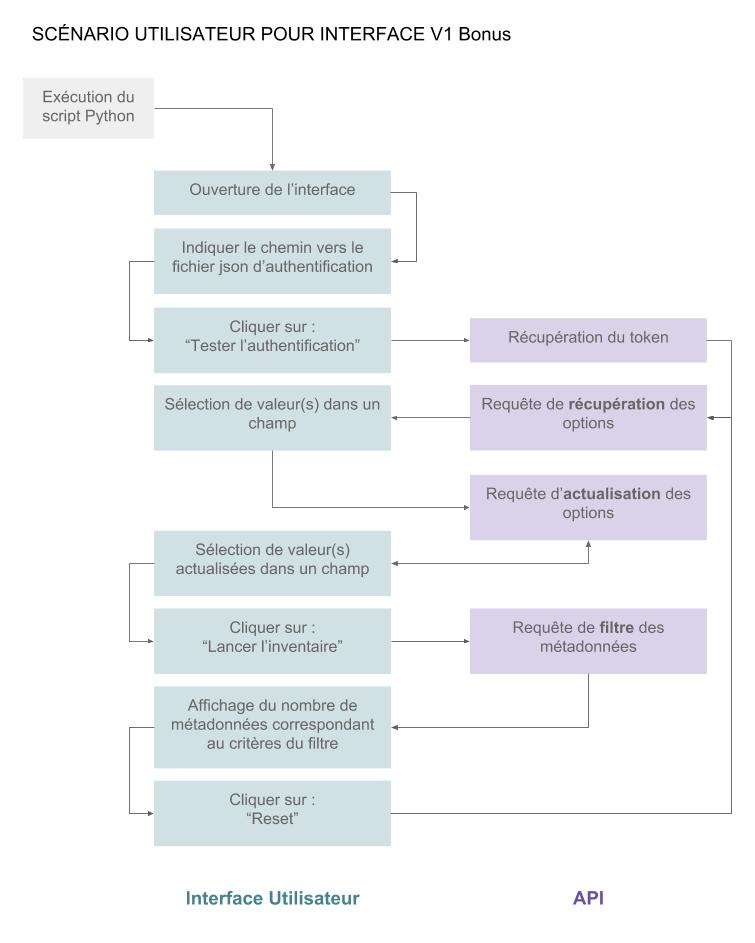 SCÉNARIO UTILISATEUR POUR INTERFACE V1 Bonus
Exécution du
script Python
Ouverture de l’interface
Indiquer le chemin vers le
fichier json d’authentification
Cliquer sur :
“Tester l’authentification”
Récupération du token
Sélection de valeur(s) dans un
champ
Requête de récupération des
options
Requête d’actualisation des
options
Sélection de valeur(s)
actualisées dans un champ
Cliquer sur :
“Lancer l’inventaire”
Requête de filtre des
métadonnées
Affichage du nombre de
métadonnées correspondant
au critères du filtre
Cliquer sur :
“Reset”
Interface Utilisateur
API